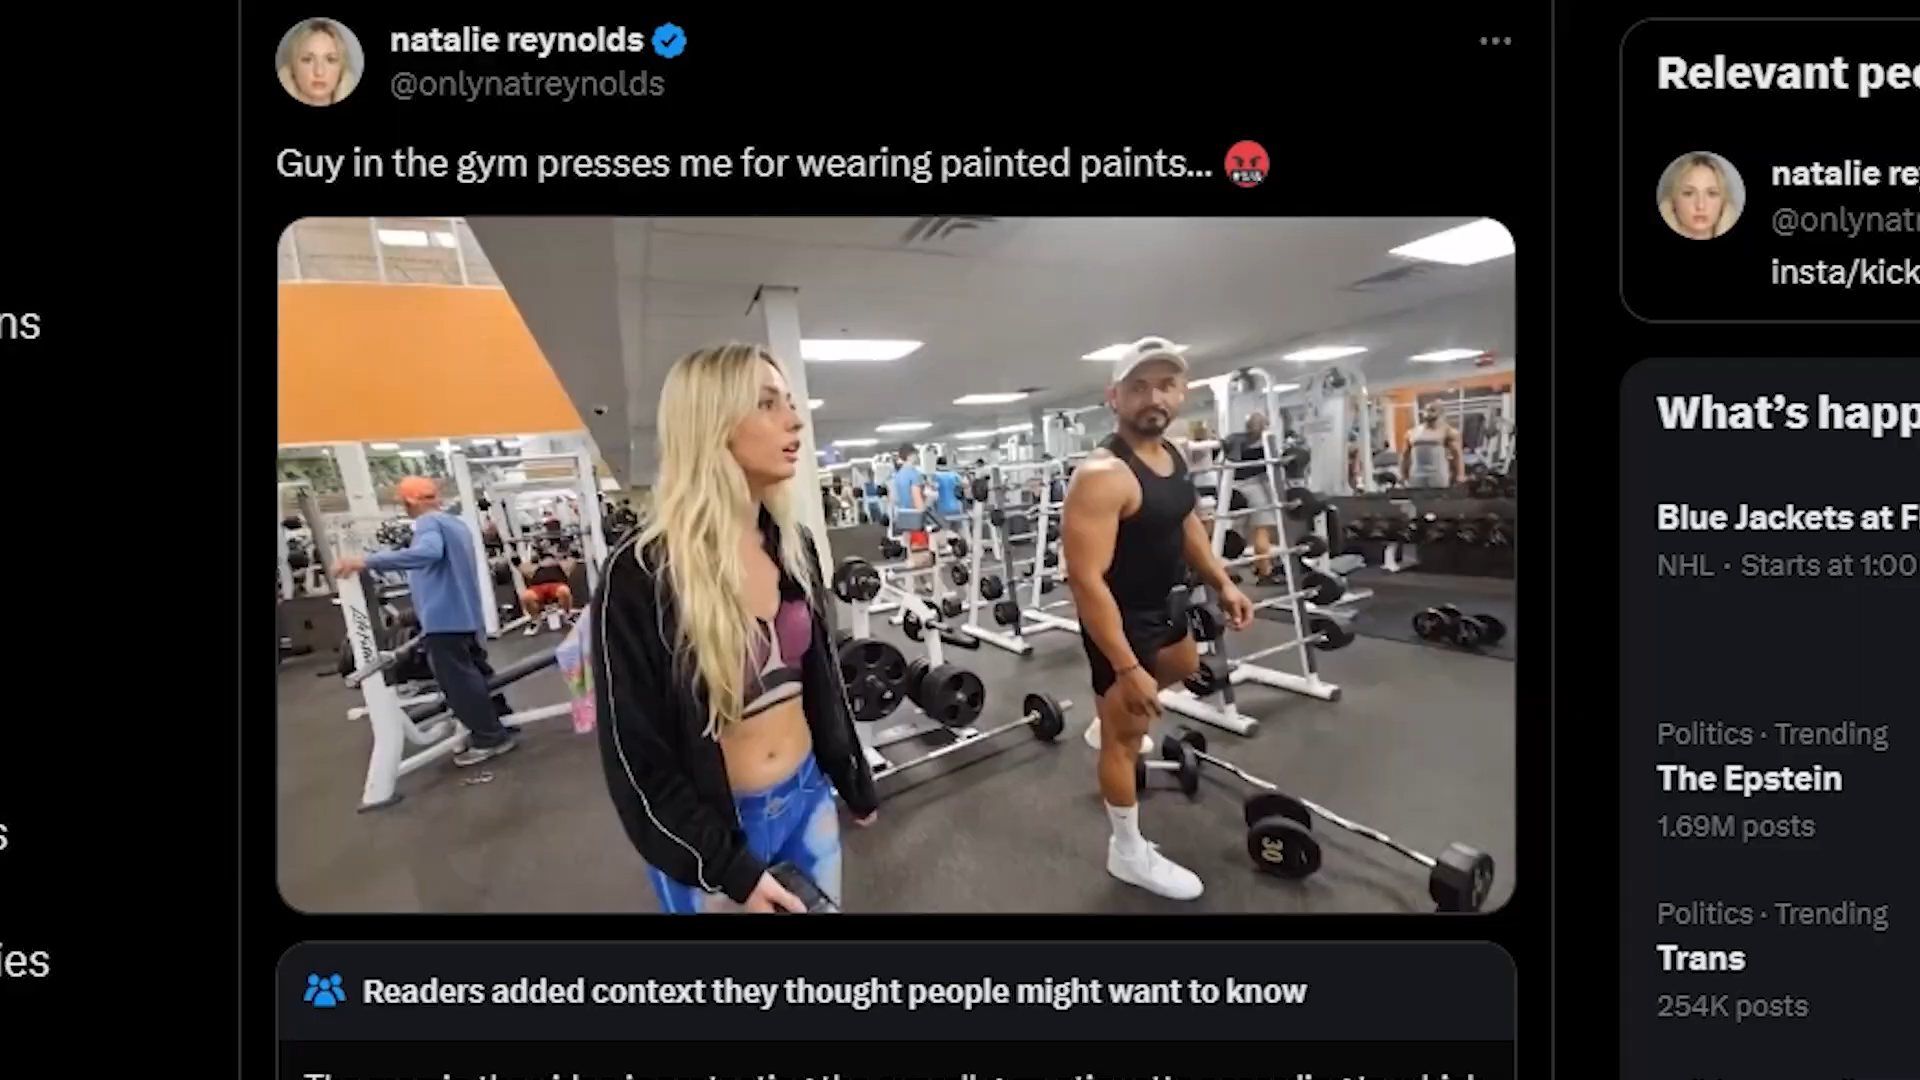 natalie reynolds
@onlynatreynolds
Guy in the gym presses me for wearing painted paints...
30
Readers added context they thought people might want to know
ns
s
ies
Relevant peo
natalie re
@onlynatr
insta/kick
What's happ
Blue Jackets at F
NHL · Starts at 1:00
Politics · Trending
The Epstein
1.69M posts
Politics · Trending
Trans
254K posts